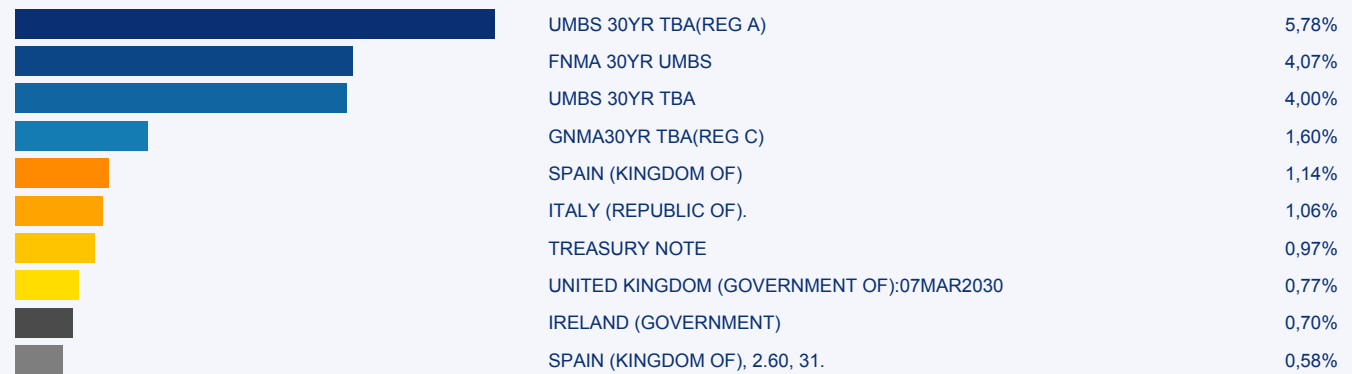 UMBS 30YR TBA(REG A) 5,78%
FNMA 30YR UMBS 4,07%
UMBS 30YR TBA 4,00%
GNMA30YR TBA(REG C) 1,60%
SPAIN (KINGDOM OF) 1,14%
ITALY (REPUBLIC OF). 1,06%
TREASURY NOTE 0,97%
UNITED KINGDOM (GOVERNMENT OF):07MAR2030 0,77%
IRELAND (GOVERNMENT) 0,70%
SPAIN (KINGDOM OF), 2.60, 31. 0,58%